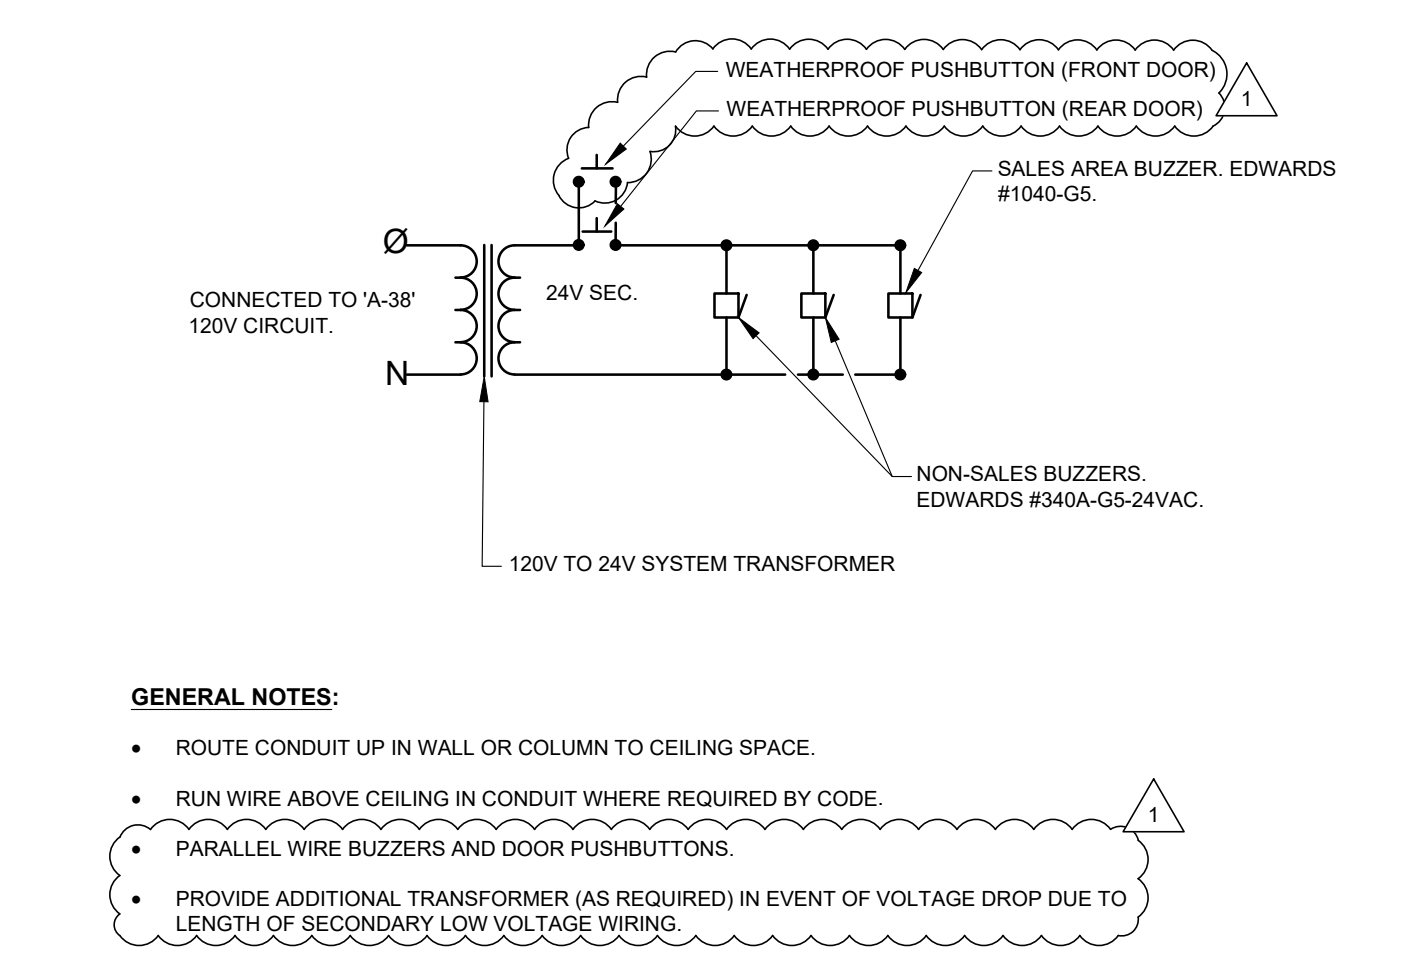 WEATHERPROOF PUSHBUTTON (FRONT DOOR)
WEATHERPROOF PUSHBUTTON (REAR DOOR)
1
SALES AREA BUZZER. EDWARDS
#1040-G5.
Ø
24V SEC.
CONNECTED TO 'A-38'
120V CIRCUIT.
N
NON-SALES BUZZERS.
EDWARDS #340A-G5-24VAC.
120V TO 24V SYSTEM TRANSFORMER
GENERAL NOTES:
• ROUTE CONDUIT UP IN WALL OR COLUMN TO CEILING SPACE.
• RUN WIRE ABOVE CEILING IN CONDUIT WHERE REQUIRED BY CODE.
1
• PARALLEL WIRE BUZZERS AND DOOR PUSHBUTTONS.
• PROVIDE ADDITIONAL TRANSFORMER (AS REQUIRED) IN EVENT OF VOLTAGE DROP DUE TO
LENGTH OF SECONDARY LOW VOLTAGE WIRING.